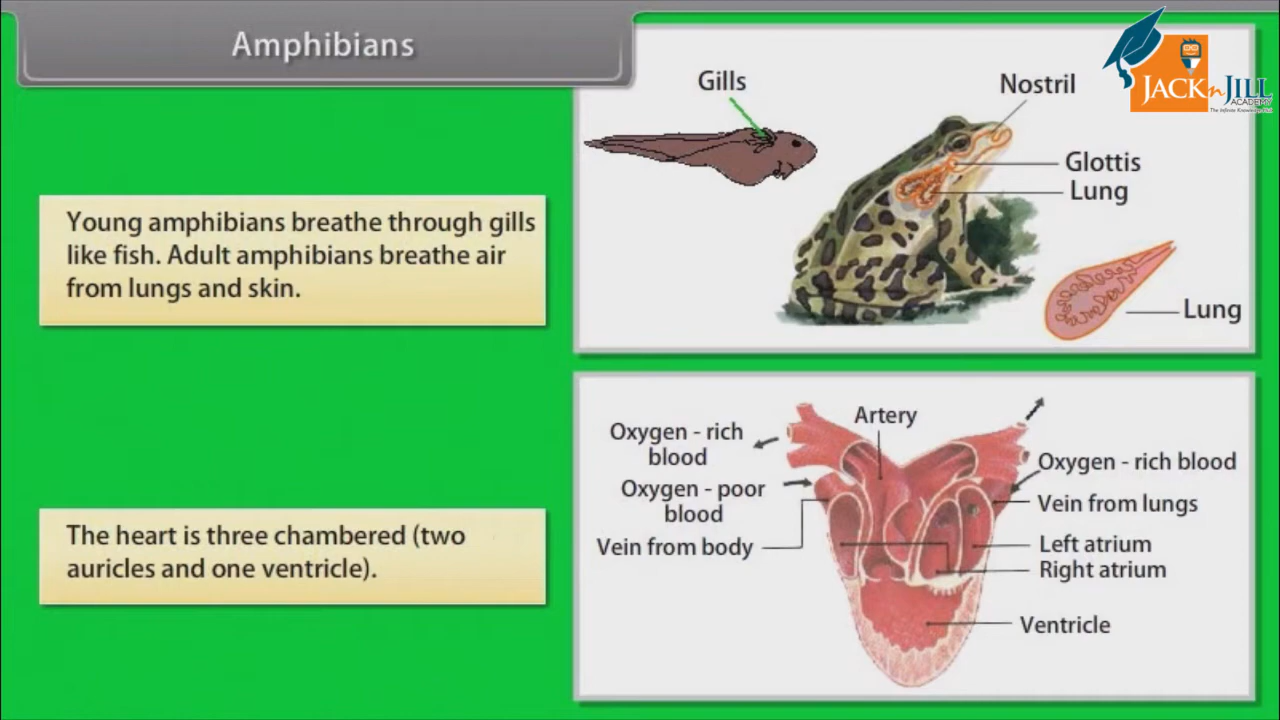 Amphibians
JACKnJILL
ACADEMY
Gills
Nostril
Glottis
Lung
Lung
Young amphibians breathe through gills
like fish. Adult amphibians breathe air
from lungs and skin.
Artery
Oxygen - rich
blood
Oxygen - poor
blood
Vein from body
Oxygen - rich blood
Vein from lungs
Left atrium
Right atrium
Ventricle
The heart is three chambered (two
auricles and one ventricle).